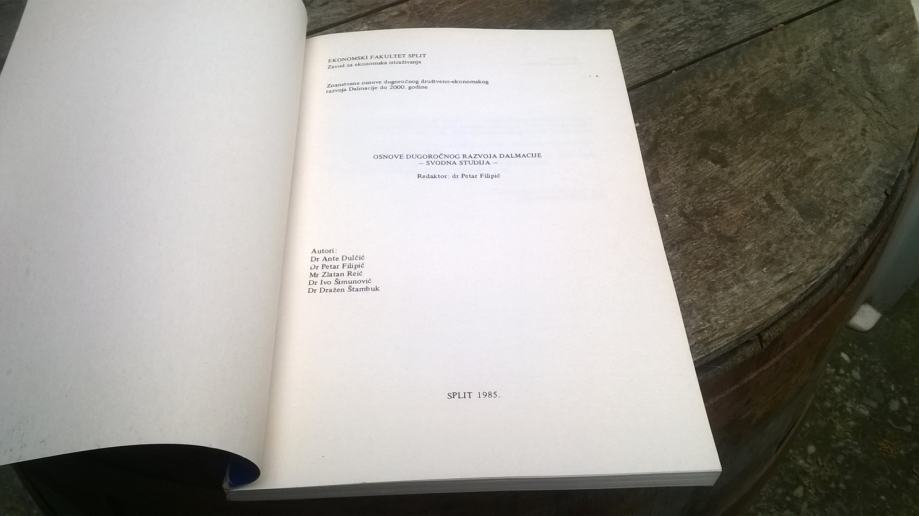 EKONOMSKI FAKULTET SPLIT
Zavod za ekonomska istraživanja
Znanstvene osnove dugoročnog društveno-ekonomskog
razvoja Dalmacije do 2000. godine
OSNOVE DUGOROČNOG RAZVOJA DALMACIJE
— SVODNA STUDIJA —
Redaktor: dr Petar Filipić
Autori:
Dr Ante Dulčić
Dr Petar Filipić
Mr Zlatan Reić
Dr Ivo Šimunović
Dr Dražen Štambuk
SPLIT 1985.